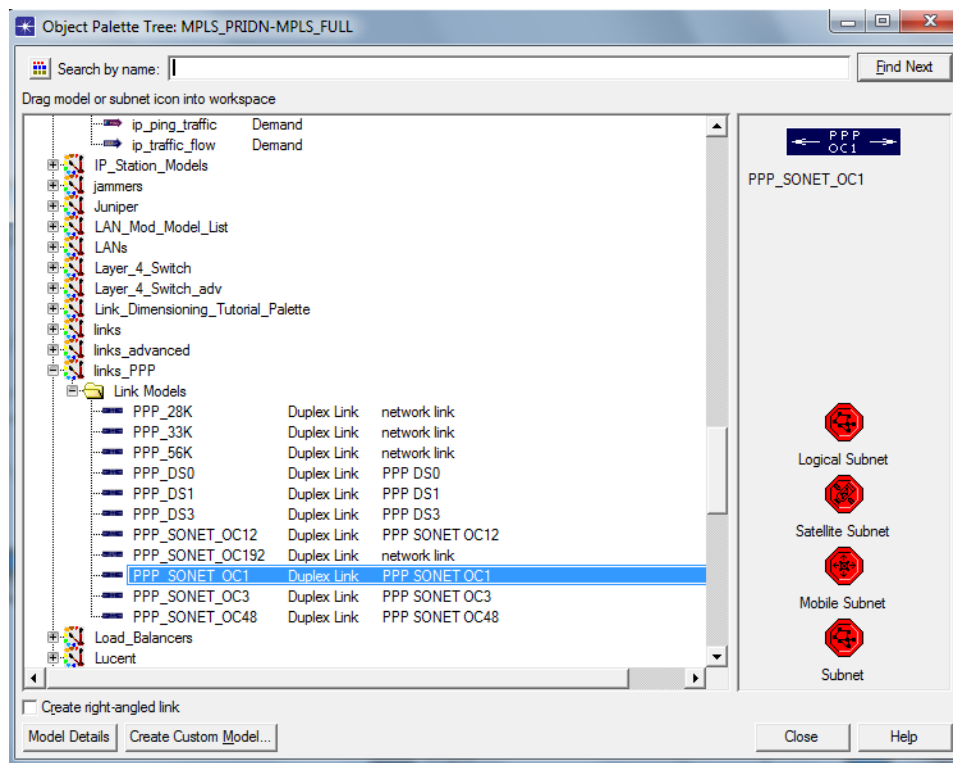 Object Palette Tree: MPLS_PRIDN-MPLS_FULL
Search by name:
Find Next
Drag model or subnet icon into workspace
ip_ping_traffic Demand
ip_traffic_flow Demand
IP_Station_Models
jammers
Juniper
LAN_Mod_Model_List
LANs
Layer_4_Switch
Layer_4_Switch_adv
Link_Dimensioning_Tutorial_Palette
links
links_advanced
links_PPP
Link Models
PPP_28K Duplex Link network link
PPP_33K Duplex Link network link
PPP_56K Duplex Link network link
PPP_DS0 Duplex Link PPP DS0
PPP_DS1 Duplex Link PPP DS1
PPP_DS3 Duplex Link PPP DS3
PPP_SONET_OC12 Duplex Link PPP SONET OC12
PPP_SONET_OC192 Duplex Link network link
PPP_SONET_OC1 Duplex Link PPP SONET OC1
PPP_SONET_OC3 Duplex Link PPP SONET OC3
PPP_SONET_OC48 Duplex Link PPP SONET OC48
Load_Balancers
Lucent
PPP
OC1
PPP_SONET_OC1
Logical Subnet
Satellite Subnet
Mobile Subnet
Subnet
Create right-angled link
Model Details
Create Custom Model...
Close
Help